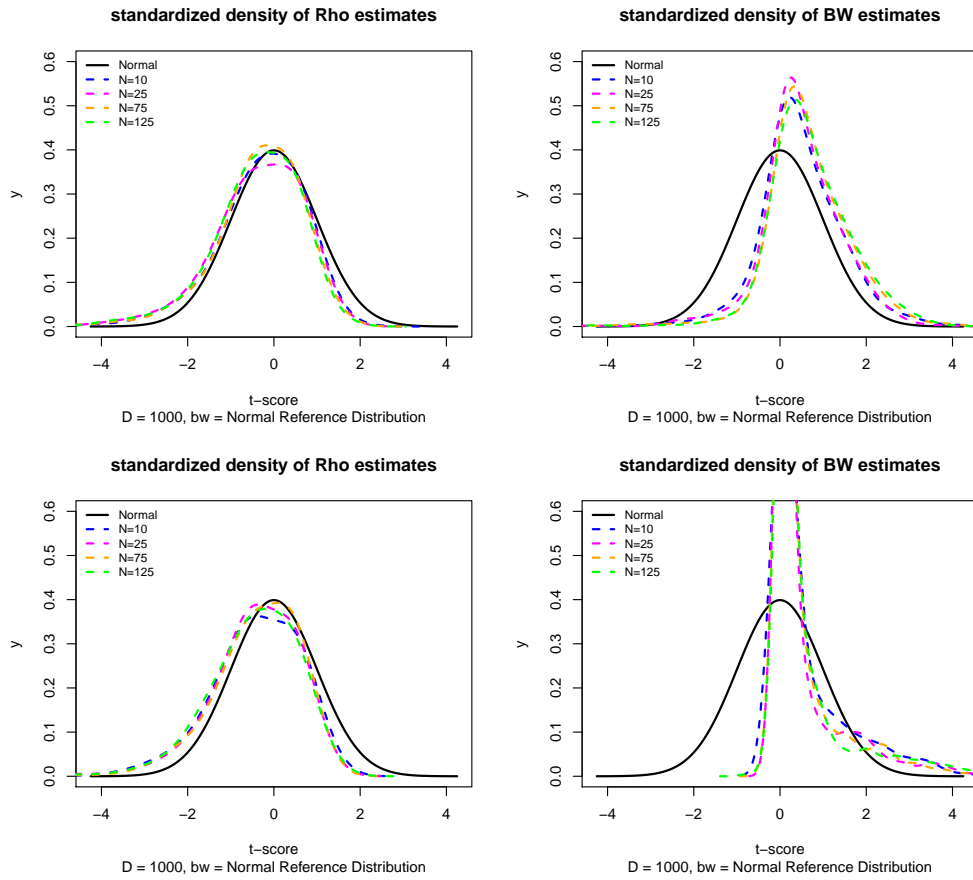 standardized density of Rho estimates
Normal
N=10
N=25
N=75
N=125
y
0.0
0.1
0.2
0.3
0.4
0.5
0.6
−4
−2
0
2
4
t−score
D = 1000, bw = Normal Reference Distribution
standardized density of BW estimates
Normal
N=10
N=25
N=75
N=125
y
0.0
0.1
0.2
0.3
0.4
0.5
0.6
−4
−2
0
2
4
t−score
D = 1000, bw = Normal Reference Distribution
standardized density of Rho estimates
Normal
N=10
N=25
N=75
N=125
y
0.0
0.1
0.2
0.3
0.4
0.5
0.6
−4
−2
0
2
4
t−score
D = 1000, bw = Normal Reference Distribution
standardized density of BW estimates
Normal
N=10
N=25
N=75
N=125
y
0.0
0.1
0.2
0.3
0.4
0.5
0.6
−4
−2
0
2
4
t−score
D = 1000, bw = Normal Reference Distribution